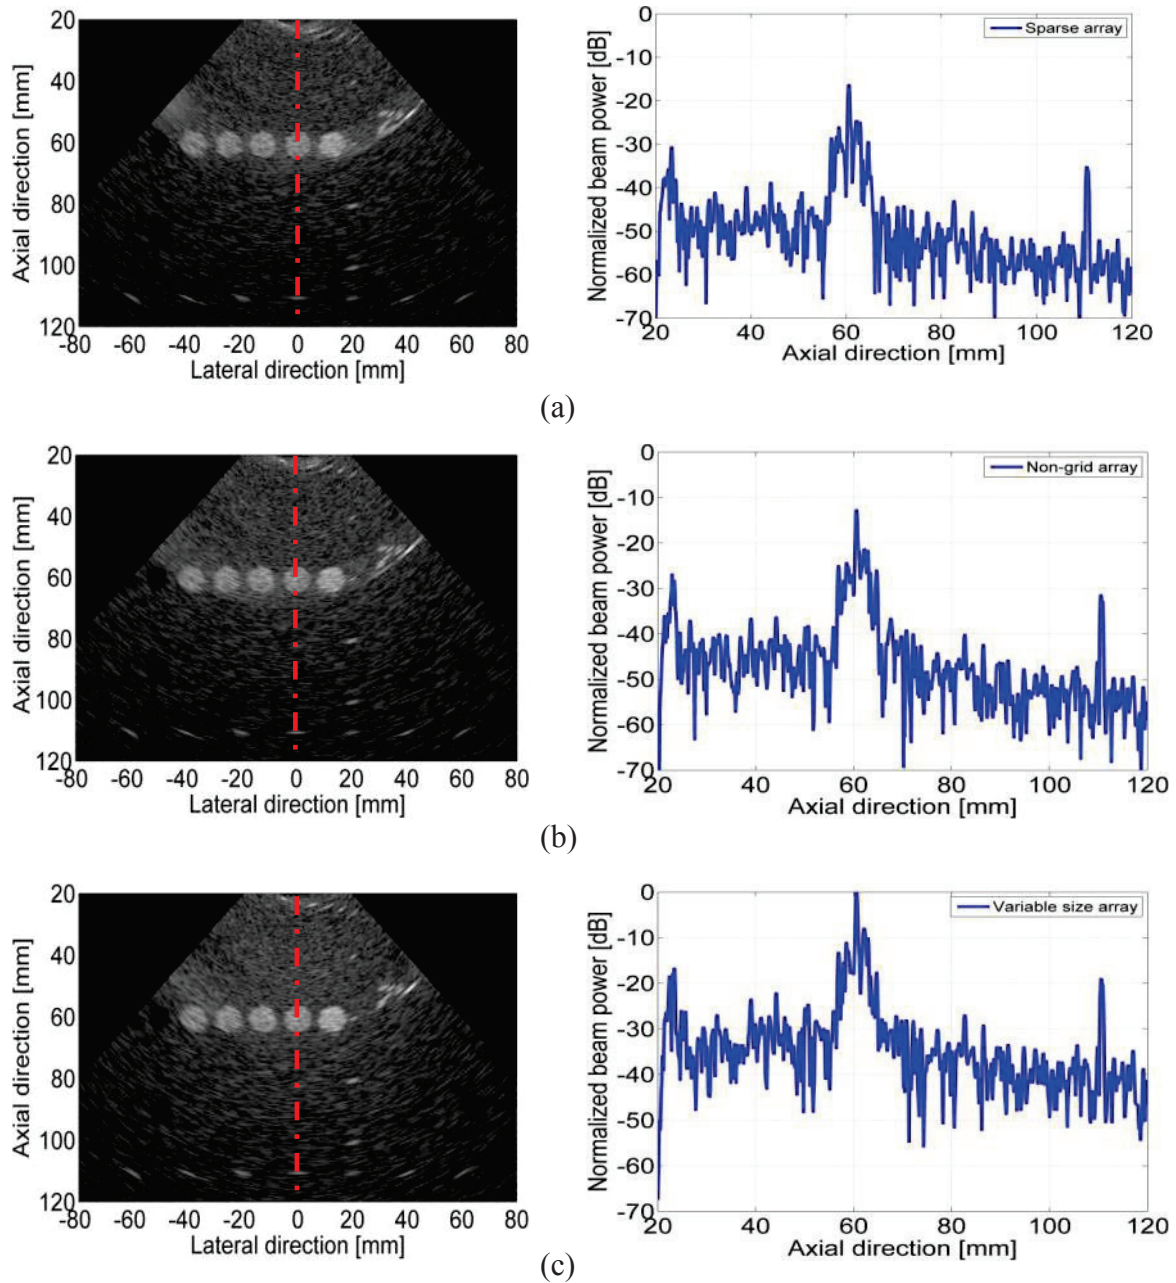 20
40
60
80
100
120
Axial direction [mm]
-80 -60 -40 -20 0 20 40 60 80
Lateral direction [mm]
0
-10
-20
-30
-40
-50
-60
-70
Normalized beam power [dB]
Sparse array
20 40 60 80 100 120
Axial direction [mm]
(a)
20
40
60
80
100
120
Axial direction [mm]
-80 -60 -40 -20 0 20 40 60 80
Lateral direction [mm]
0
-10
-20
-30
-40
-50
-60
-70
Normalized beam power [dB]
Non-grid array
20 40 60 80 100 120
Axial direction [mm]
(b)
20
40
60
80
100
120
Axial direction [mm]
-80 -60 -40 -20 0 20 40 60 80
Lateral direction [mm]
0
-10
-20
-30
-40
-50
-60
-70
Normalized beam power [dB]
Variable size array
20 40 60 80 100 120
Axial direction [mm]
(c)